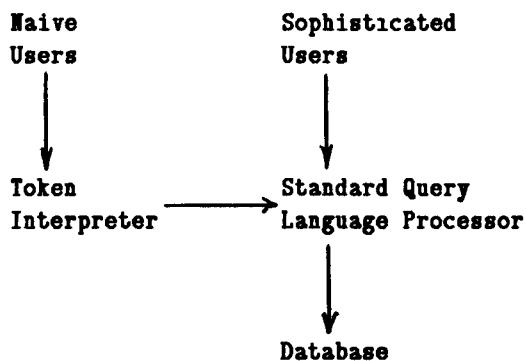 Naive
Users
Sophisticated
Users
Token
Interpreter
Standard Query
Language Processor
Database